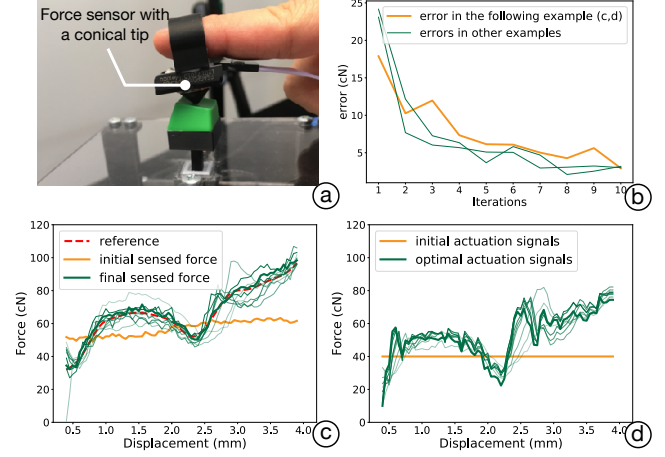 Force sensor with
a conical tip
a
error (cN)
25
20
15
10
5
error in the following example (c,d)
errors in other examples
1 2 3 4 5 6 7 8 9 10
Iterations
b
Force (cN)
120
100
80
60
40
20
0
reference
initial sensed force
final sensed force
0.5 1.0 1.5 2.0 2.5 3.0 3.5 4.0
Displacement (mm)
c
Force (cN)
120
100
80
60
40
20
0
initial actuation signals
optimal actuation signals
0.5 1.0 1.5 2.0 2.5 3.0 3.5 4.0
Displacement (mm)
d